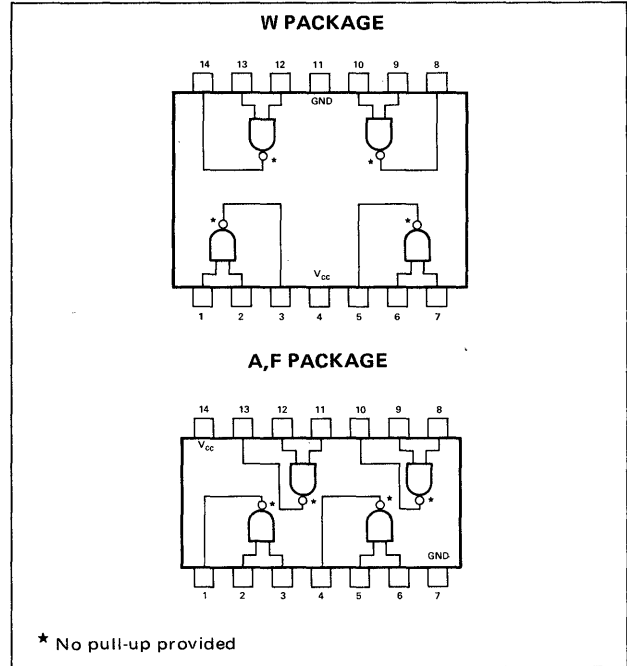 W PACKAGE
14 13 12 11 10 9 8
GND
* *
* *
Vcc
1 2 3 4 5 6 7
A,F PACKAGE
14 13 12 11 10 9 8
Vcc
* *
* *
GND
1 2 3 4 5 6 7
* No pull-up provided